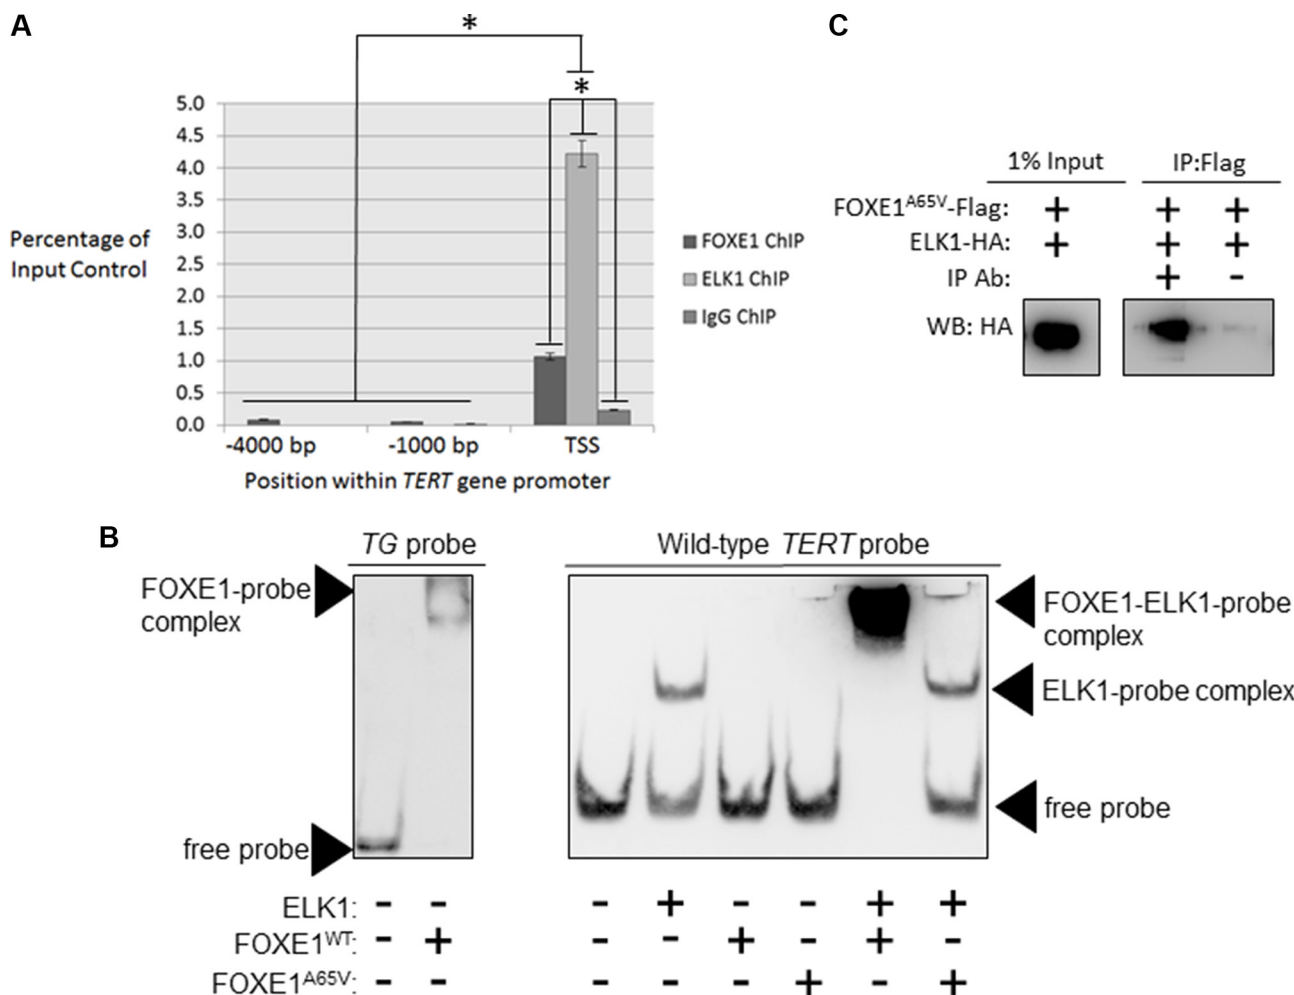 A
*
*
5.0
4.5
4.0
3.5
3.0
2.5
2.0
1.5
1.0
0.5
0.0
Percentage of
Input Control
-4000 bp -1000 bp TSS
Position within TERT gene promoter
FOXE1 ChIP
ELK1 ChIP
IgG ChIP
C
1% Input IP:Flag
FOXE1A65V-Flag: + + +
ELK1-HA: + + +
IP Ab: + -
WB: HA
B
TG probe
FOXE1-probe
complex
free probe
Wild-type TERT probe
FOXE1-ELK1-probe
complex
ELK1-probe complex
free probe
ELK1: - - - + - - + +
FOXE1WT: - + - - + - + -
FOXE1A65V: - - - - - + - +